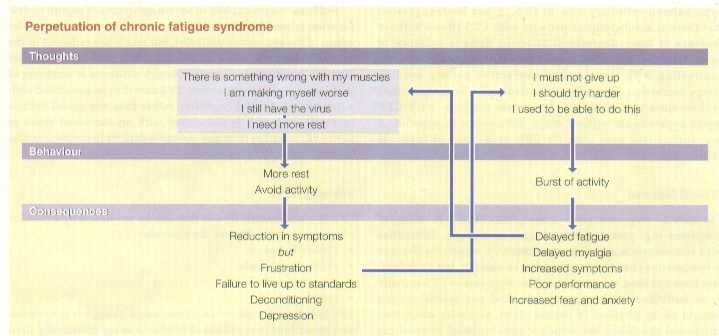 Perpetuation of chronic fatigue syndrome
Thoughts
There is something wrong with my muscles
I am making myself worse
I still have the virus
I need more rest
I must not give up
I should try harder
I used to be able to do this
Behaviour
More rest
Avoid activity
Burst of activity
Consequences
Reduction in symptoms
but
Frustration
Failure to live up to standards
Deconditioning
Depression
Delayed fatigue
Delayed myalgia
Increased symptoms
Poor performance
Increased fear and anxiety